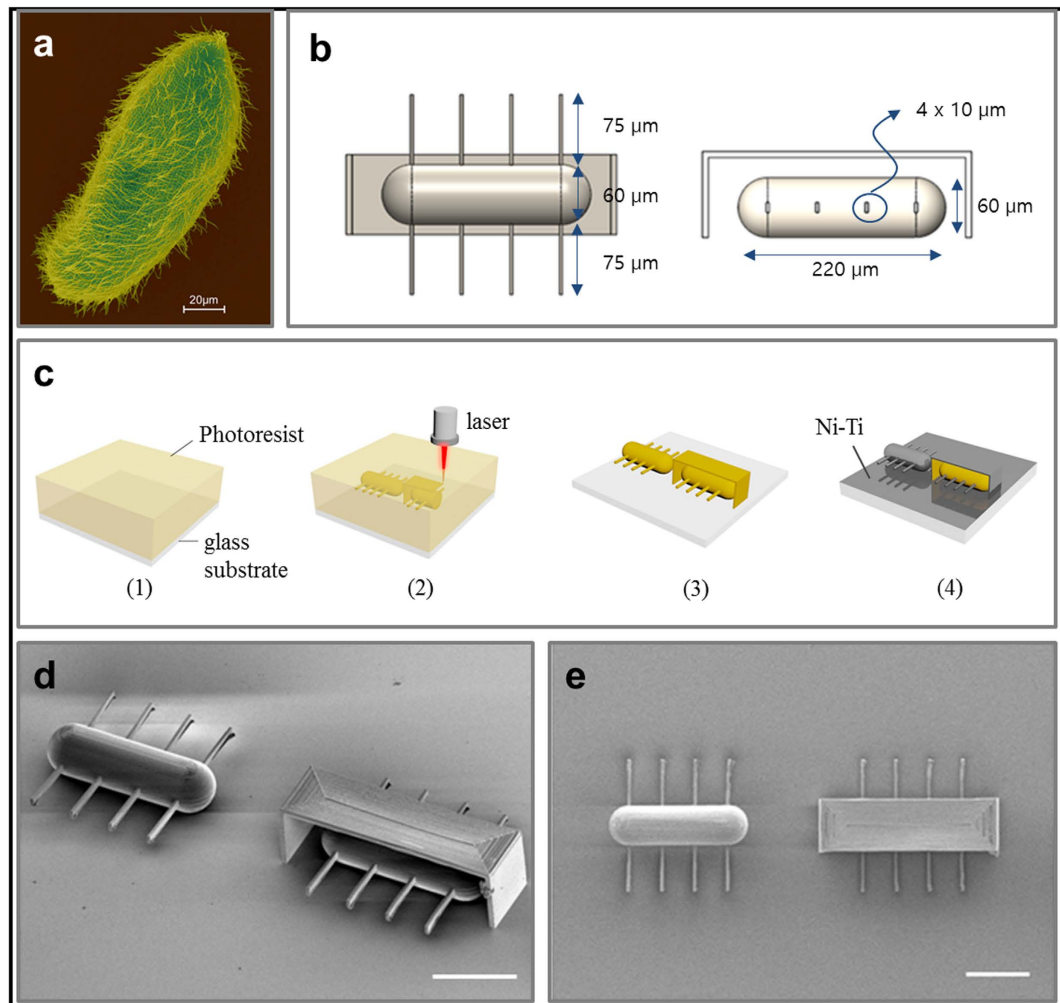 a
20µm
b
75 µm
60 µm
75 µm
4 x 10 µm
60 µm
220 µm
c
Photoresist
glass
substrate
(1)
laser
(2)
(3)
Ni-Ti
(4)
d
e